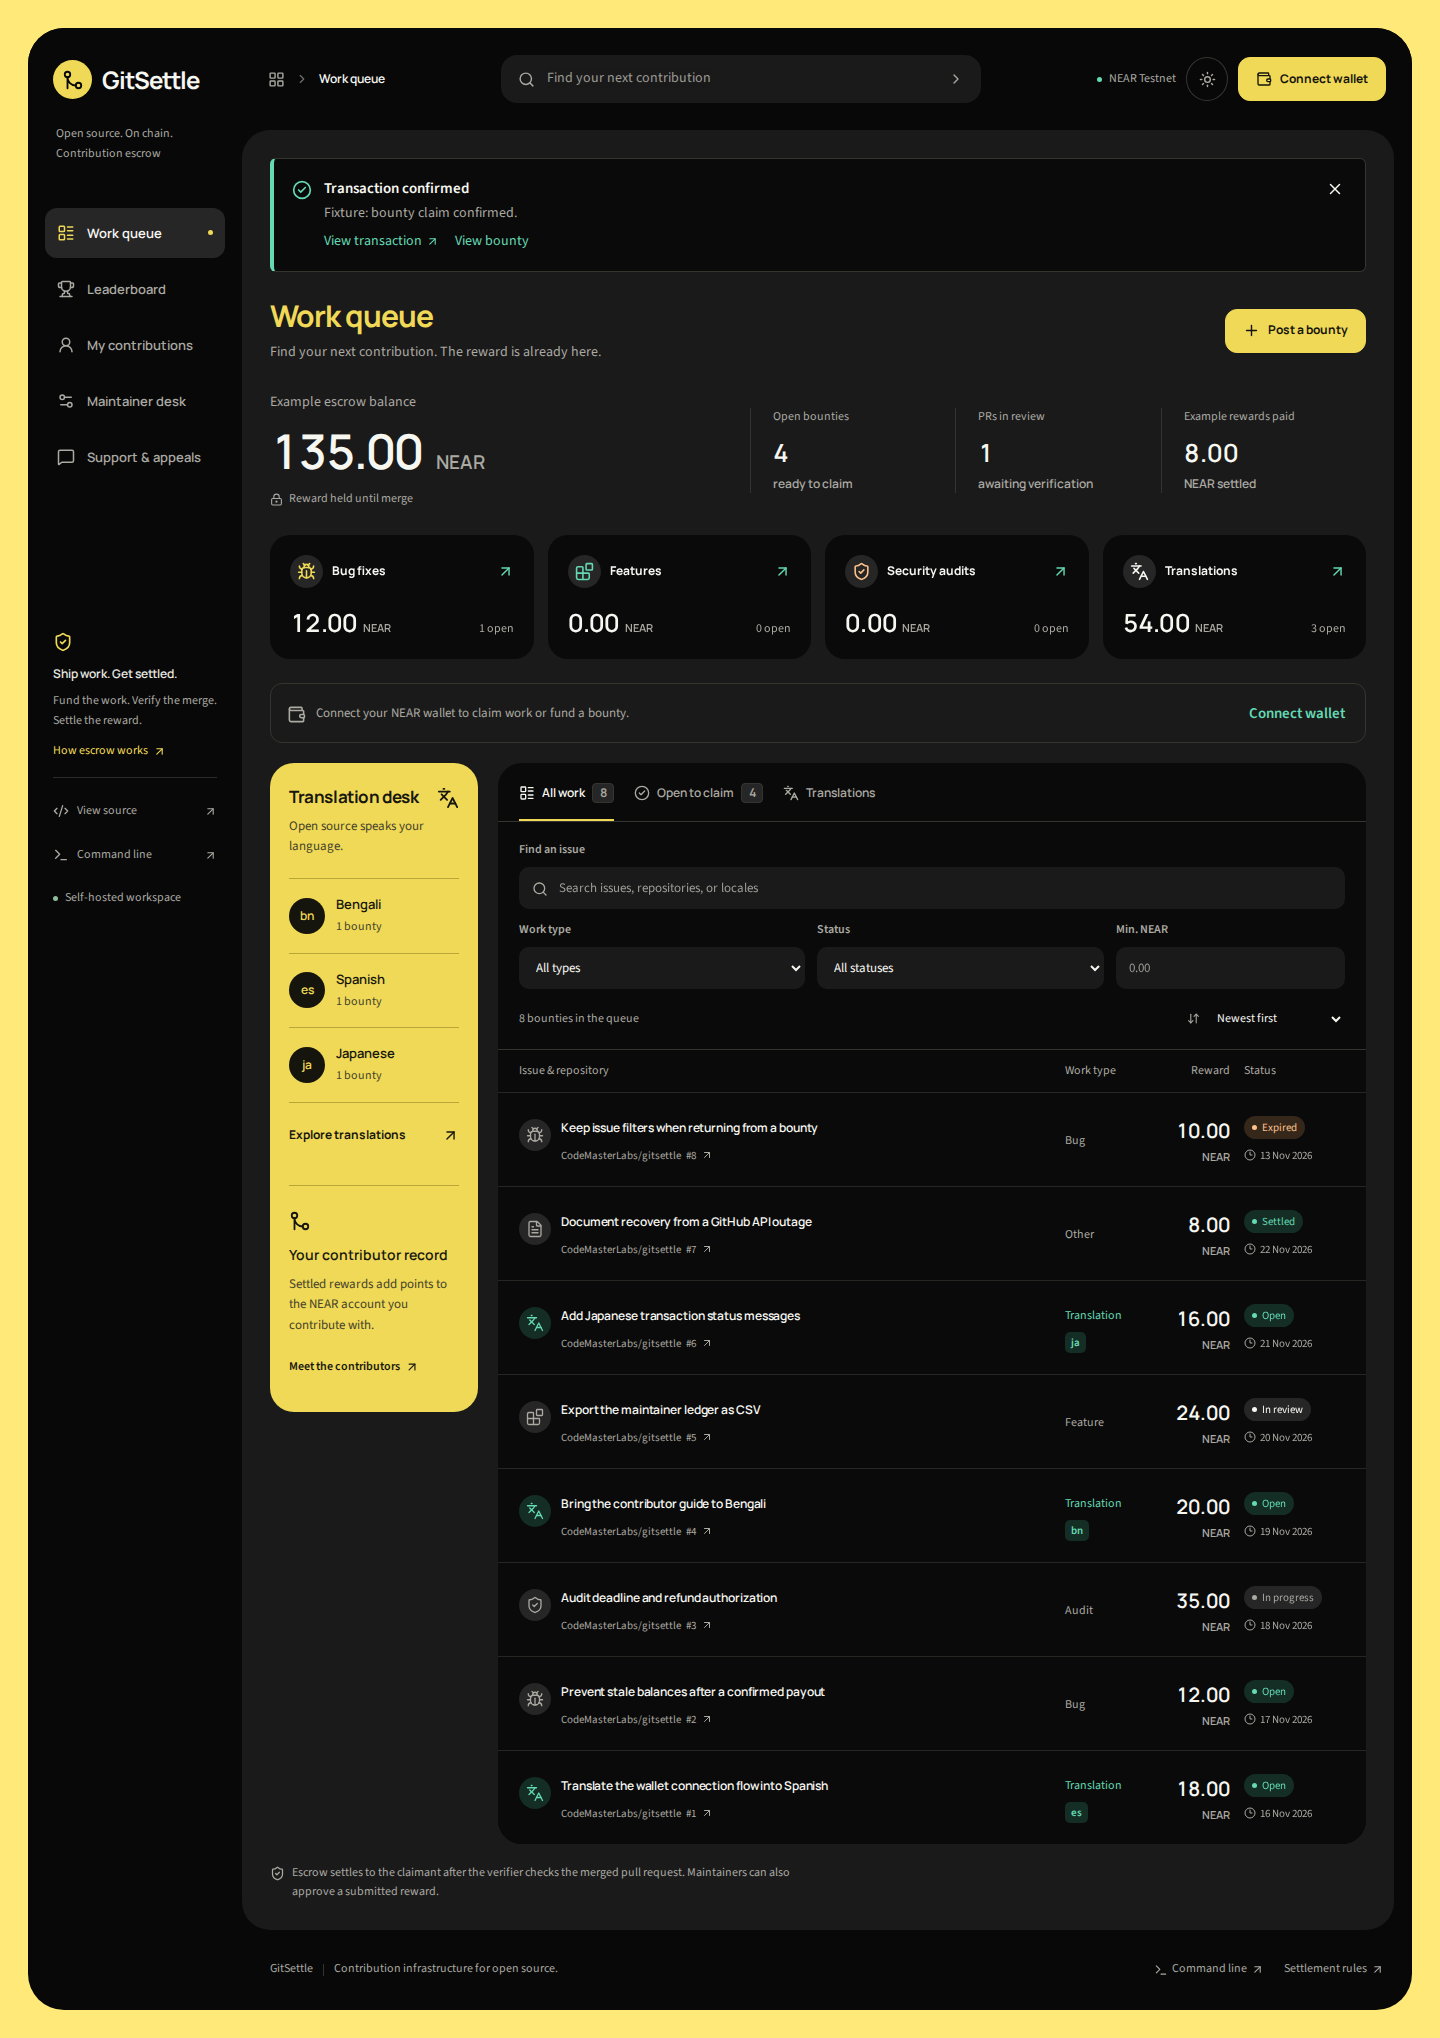 GitSettle
Open source. On chain.
Contribution escrow
Work queue
Leaderboard
My contributions
Maintainer desk
Support & appeals
Ship work. Get settled.
Fund the work. Verify the merge.
Settle the reward.
How escrow works
View source
Command line
Self-hosted workspace
Work queue
Find your next contribution
NEAR Testnet
Connect wallet
Transaction confirmed
Fixture: bounty claim confirmed.
View transaction View bounty
Work queue
Find your next contribution. The reward is already here.
Post a bounty
Example escrow balance
135.00 NEAR
Reward held until merge
Open bounties
4
ready to claim
PRs in review
1
awaiting verification
Example rewards paid
8.00
NEAR settled
Bug fixes
12.00 NEAR 1 open
Features
0.00 NEAR 0 open
Security audits
0.00 NEAR 0 open
Translations
54.00 NEAR 3 open
Connect your NEAR wallet to claim work or fund a bounty.
Connect wallet
Translation desk
Open source speaks your
language.
bn
Bengali
1 bounty
es
Spanish
1 bounty
ja
Japanese
1 bounty
Explore translations
Your contributor record
Settled rewards add points to
the NEAR account you
contribute with.
Meet the contributors
All work 8 Open to claim 4 Translations
Find an issue
Search issues, repositories, or locales
Work type Status Min. NEAR
All types All statuses 0.00
8 bounties in the queue Newest first
Issue & repository Work type Reward Status
Keep issue filters when returning from a bounty
CodeMasterLabs/gitsettle #8
Bug
10.00
NEAR
Expired
13 Nov 2026
Document recovery from a GitHub API outage
CodeMasterLabs/gitsettle #7
Other
8.00
NEAR
Settled
22 Nov 2026
Add Japanese transaction status messages
CodeMasterLabs/gitsettle #6
Translation
ja
16.00
NEAR
Open
21 Nov 2026
Export the maintainer ledger as CSV
CodeMasterLabs/gitsettle #5
Feature
24.00
NEAR
In review
20 Nov 2026
Bring the contributor guide to Bengali
CodeMasterLabs/gitsettle #4
Translation
bn
20.00
NEAR
Open
19 Nov 2026
Audit deadline and refund authorization
CodeMasterLabs/gitsettle #3
Audit
35.00
NEAR
In progress
18 Nov 2026
Prevent stale balances after a confirmed payout
CodeMasterLabs/gitsettle #2
Bug
12.00
NEAR
Open
17 Nov 2026
Translate the wallet connection flow into Spanish
CodeMasterLabs/gitsettle #1
Translation
es
18.00
NEAR
Open
16 Nov 2026
Escrow settles to the claimant after the verifier checks the merged pull request. Maintainers can also
approve a submitted reward.
GitSettle Contribution infrastructure for open source.
Command line Settlement rules